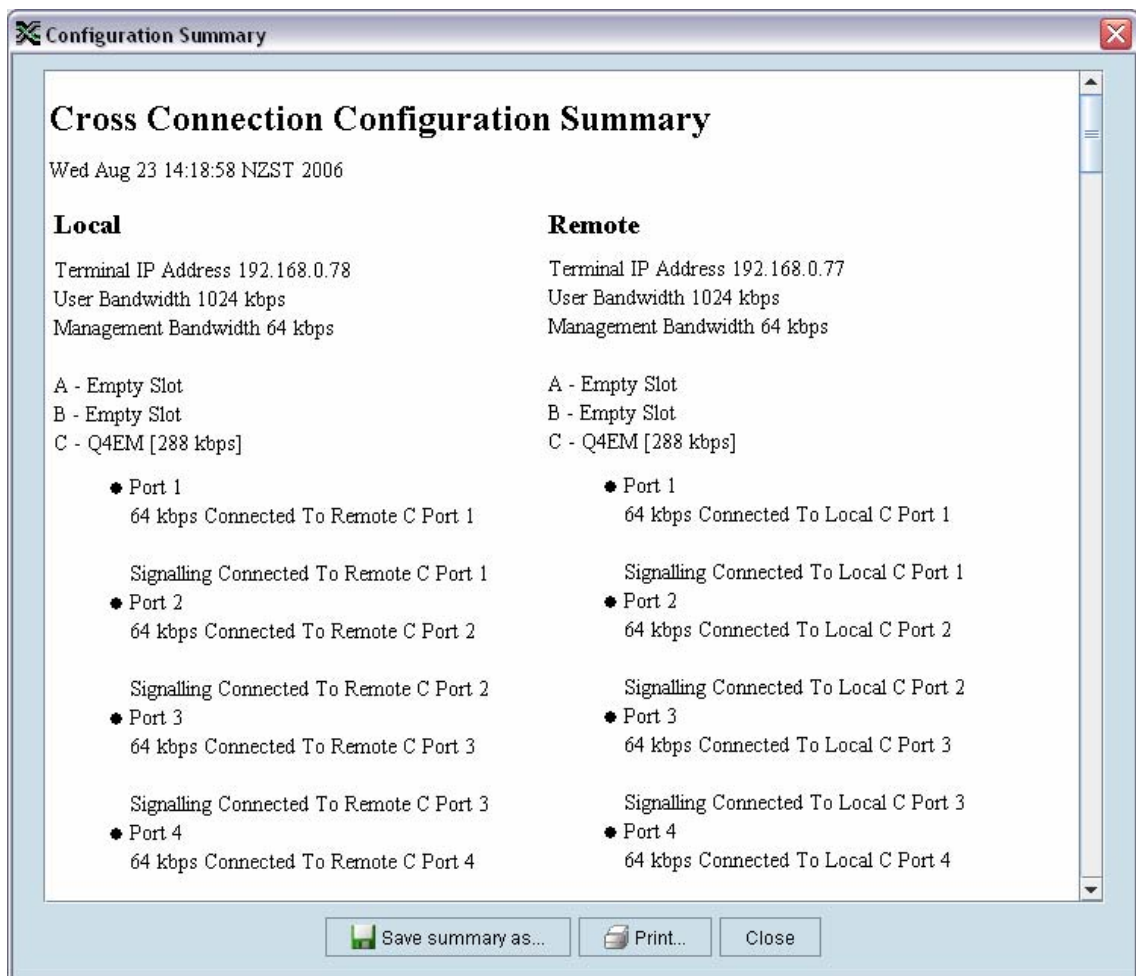 Configuration Summary
Cross Connection Configuration Summary
Wed Aug 23 14:18:58 NZST 2006
Local
Terminal IP Address 192.168.0.78
User Bandwidth 1024 kbps
Management Bandwidth 64 kbps
A - Empty Slot
B - Empty Slot
C - Q4EM [288 kbps]
Port 1
64 kbps Connected To Remote C Port 1
Signalling Connected To Remote C Port 1
Port 2
64 kbps Connected To Remote C Port 2
Signalling Connected To Remote C Port 2
Port 3
64 kbps Connected To Remote C Port 3
Signalling Connected To Remote C Port 3
Port 4
64 kbps Connected To Remote C Port 4
Remote
Terminal IP Address 192.168.0.77
User Bandwidth 1024 kbps
Management Bandwidth 64 kbps
A - Empty Slot
B - Empty Slot
C - Q4EM [288 kbps]
Port 1
64 kbps Connected To Local C Port 1
Signalling Connected To Local C Port 1
Port 2
64 kbps Connected To Local C Port 2
Signalling Connected To Local C Port 2
Port 3
64 kbps Connected To Local C Port 3
Signalling Connected To Local C Port 3
Port 4
64 kbps Connected To Local C Port 4
Save summary as...
Print...
Close